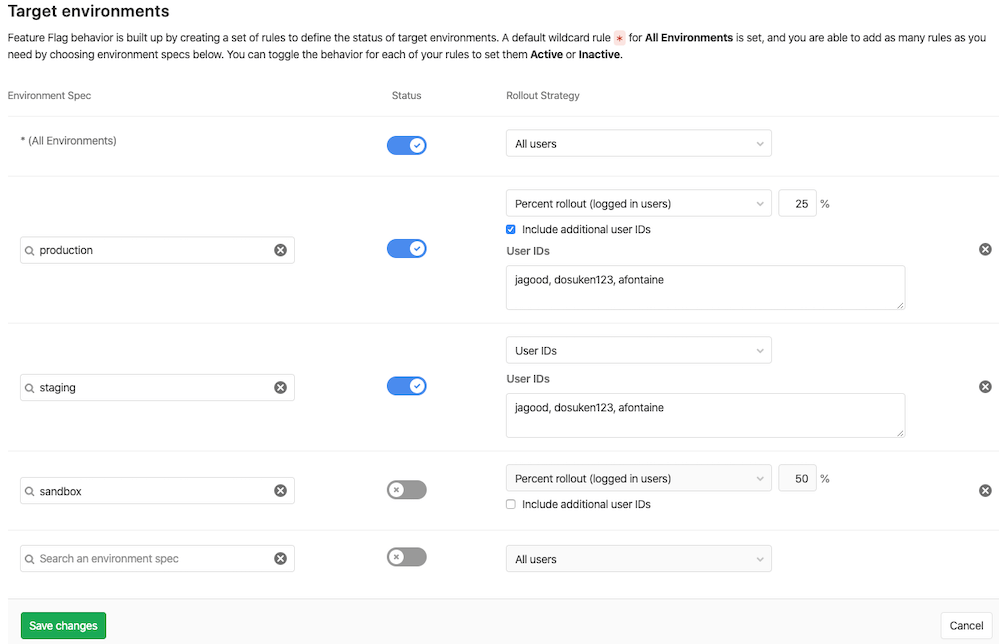 Target environments
Feature Flag behavior is built up by creating a set of rules to define the status of target environments. A default wildcard rule * for All Environments is set, and you are able to add as many rules as you
need by choosing environment specs below. You can toggle the behavior for each of your rules to set them Active or Inactive.
Environment Spec Status Rollout Strategy
* (All Environments) All users
Percent rollout (logged in users) 25 %
Include additional user IDs
production
User IDs
jagood, dosuken123, afontaine
User IDs
staging
User IDs
jagood, dosuken123, afontaine
Percent rollout (logged in users) 50 %
sandbox
Include additional user IDs
Search an environment spec All users
Save changes Cancel